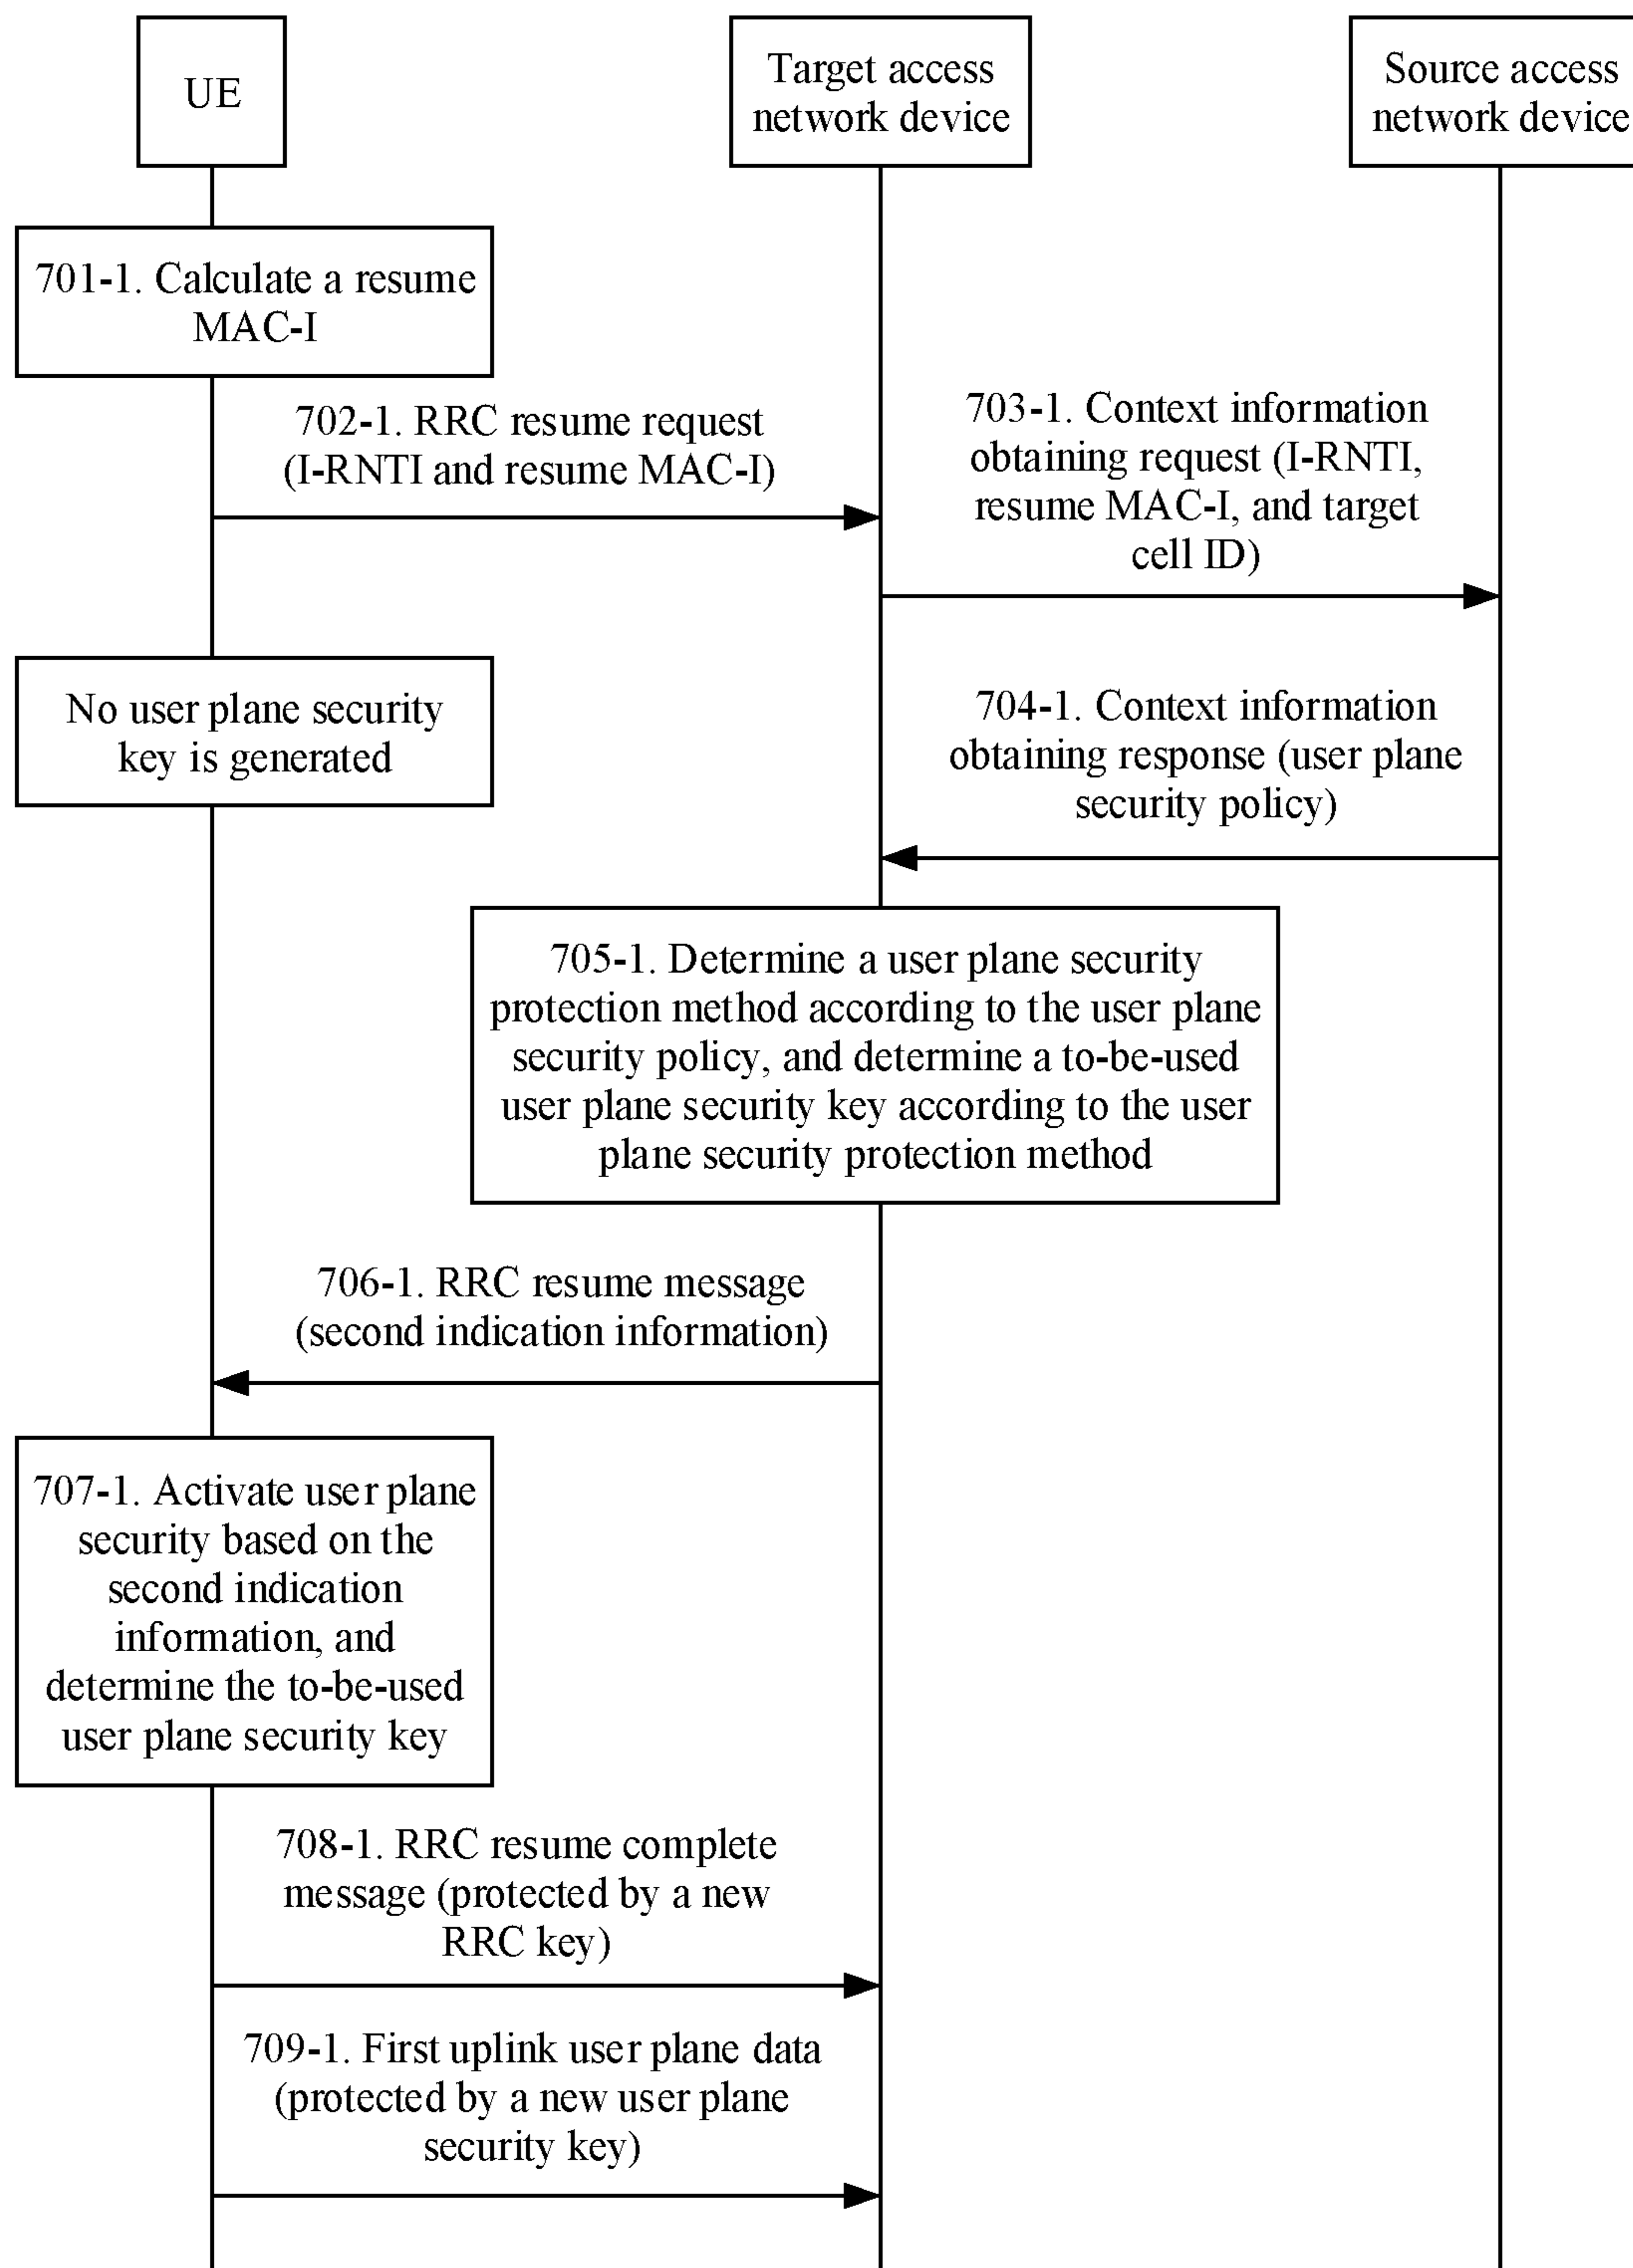 UE
Target access
network device
Source access
network device
701-1. Calculate a resume
MAC-I
702-1. RRC resume request
(I-RNTI and resume MAC-I)
703-1. Context information
obtaining request (I-RNTI,
resume MAC-I, and target
cell ID)
No user plane security
key is generated
704-1. Context information
obtaining response (user plane
security policy)
705-1. Determine a user plane security
protection method according to the user plane
security policy, and determine a to-be-used
user plane security key according to the user
plane security protection method
706-1. RRC resume message
(second indication information)
707-1. Activate user plane
security based on the
second indication
information, and
determine the to-be-used
user plane security key
708-1. RRC resume complete
message (protected by a new
RRC key)
709-1. First uplink user plane data
(protected by a new user plane
security key)